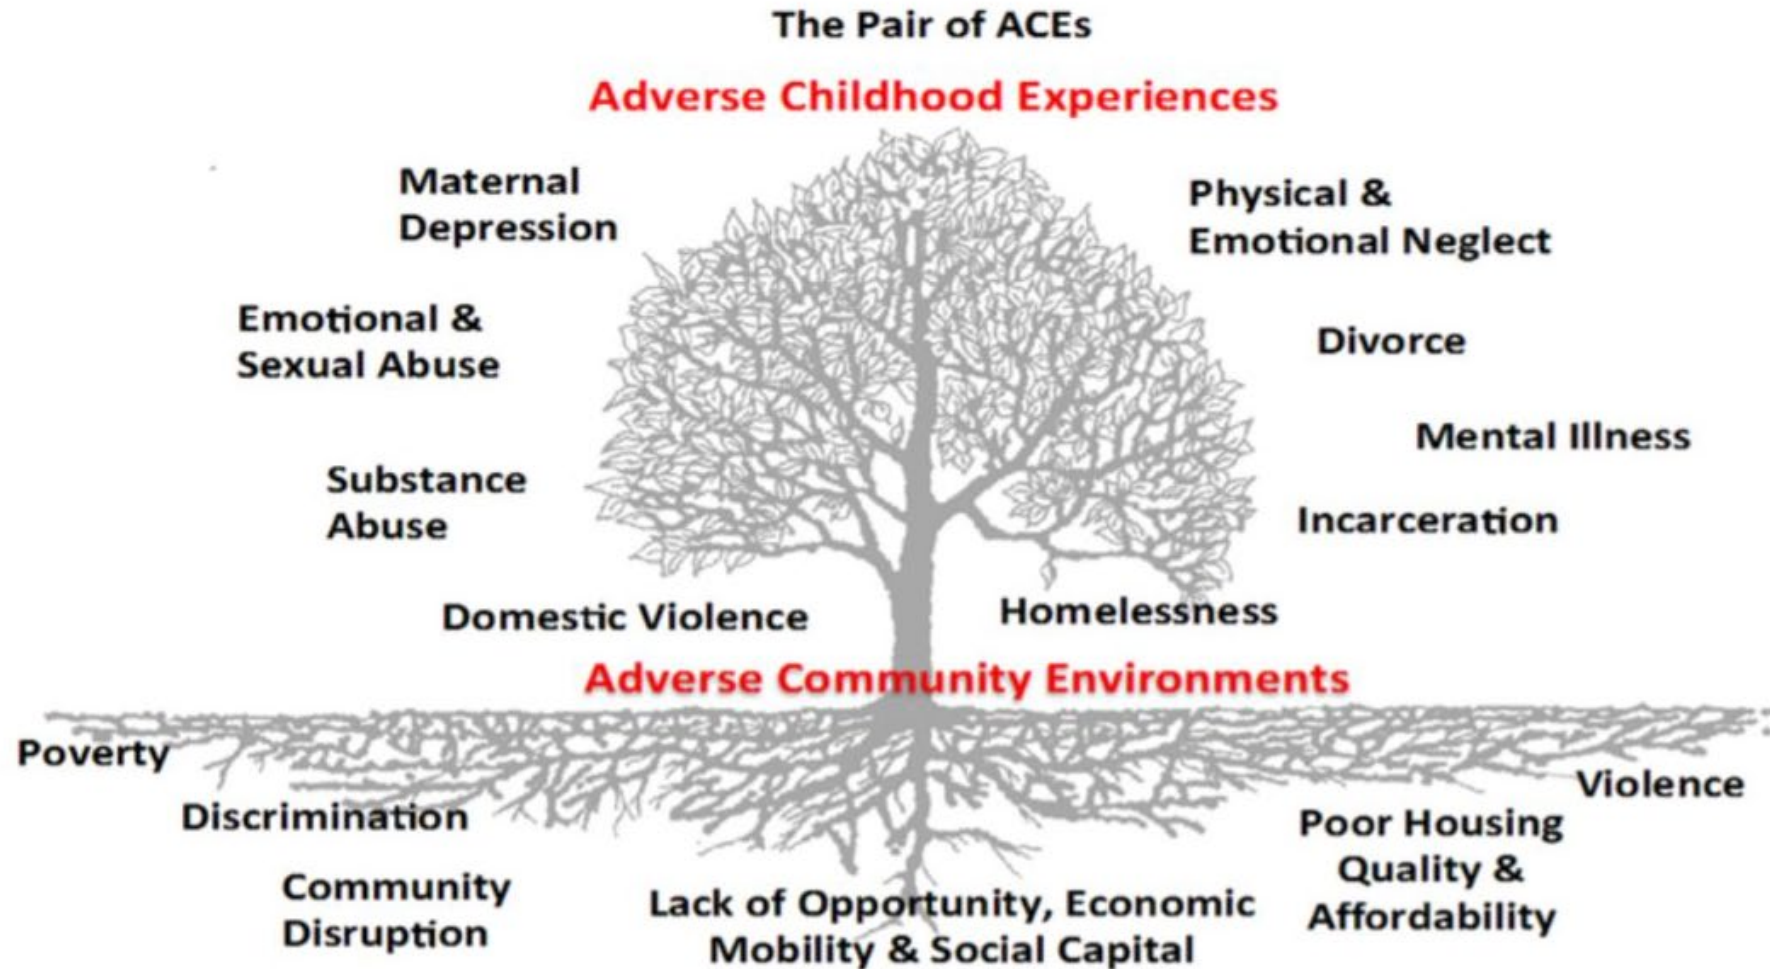 The Pair of ACEs
Adverse Childhood Experiences
Maternal
Depression
Physical &
Emotional Neglect
Emotional &
Sexual Abuse
Divorce
Mental Illness
Substance
Abuse
Incarceration
Domestic Violence
Homelessness
Adverse Community Environments
Poverty
Violence
Discrimination
Poor Housing
Quality &
Affordability
Community
Disruption
Lack of Opportunity, Economic
Mobility & Social Capital